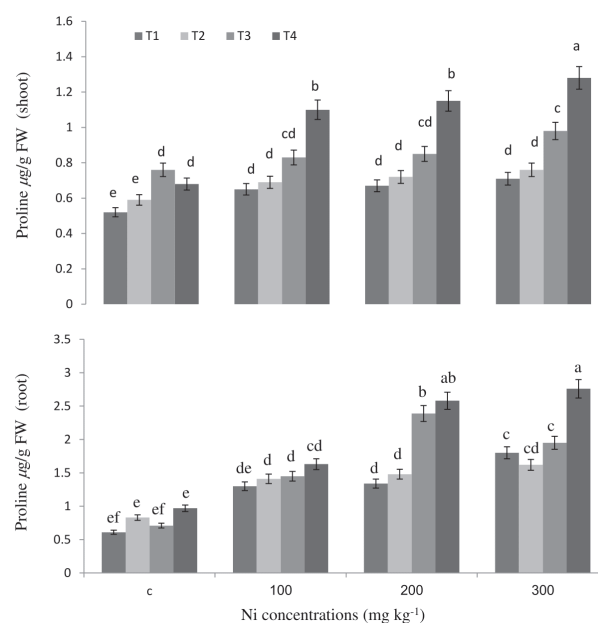 Proline µg/g FW (shoot)
1.6
1.4
1.2
1
0.8
0.6
0.4
0.2
0
T1 T2 T3 T4
e e d d
d d cd b
d d cd b
d d c a
Proline µg/g FW (root)
3.5
3
2.5
2
1.5
1
0.5
0
ef e ef e
de d d cd
d d b ab
c cd c a
c 100 200 300
Ni concentrations (mg kg-1)